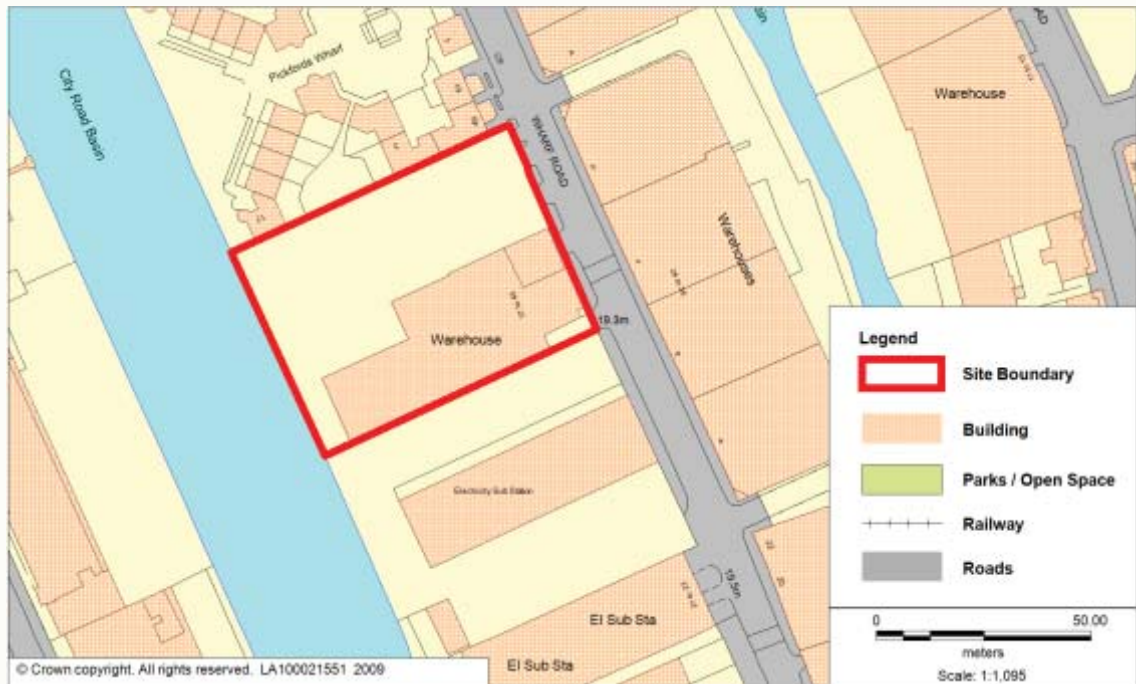 Pickfords Wharf
City Road Basin
WHARF ROAD
Warehouse
Warehouses
Warehouse
19.3m
Electricity Sub Station
19.5m
El Sub Sta
El Sub Sta
Legend
Site Boundary
Building
Parks / Open Space
Railway
Roads
0 50.00
meters
Scale: 1:1,095
© Crown copyright. All rights reserved. LA100021551 2009